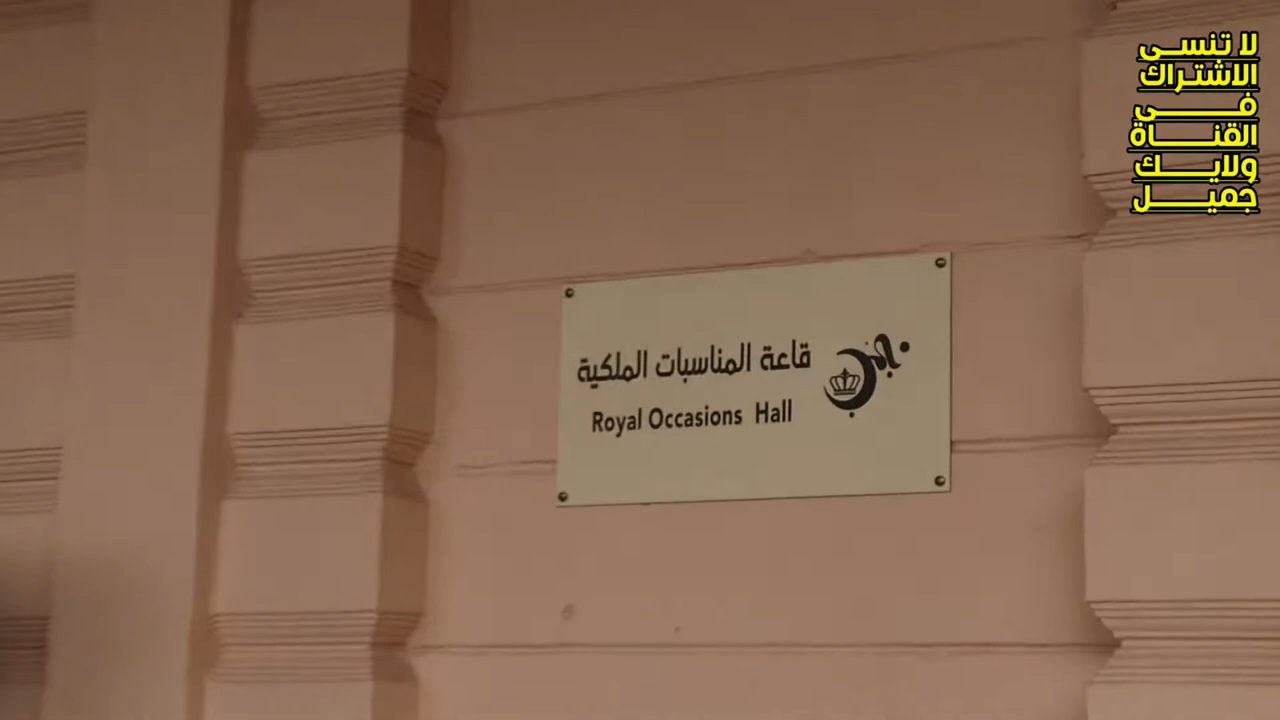 لا تنسى
الاشتراك
في
القناة
ولايك
جميل
قاعة المناسبات الملكية
Royal Occasions Hall